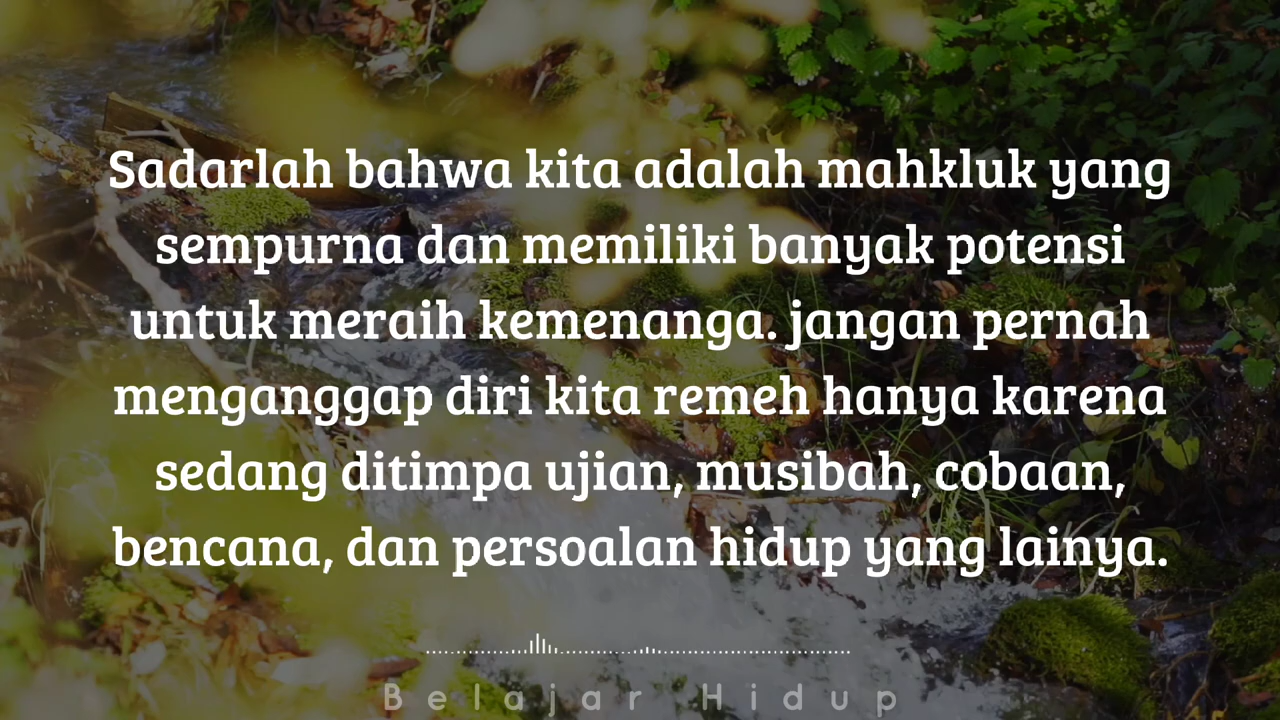 Sadarlah bahwa kita adalah mahkluk yang
sempurna dan memiliki banyak potensi
untuk meraih kemenanga. jangan pernah
menganggap diri kita remeh hanya karena
sedang ditimpa ujian, musibah, cobaan,
bencana, dan persoalan hidup yang lainya.
Belajar Hidup